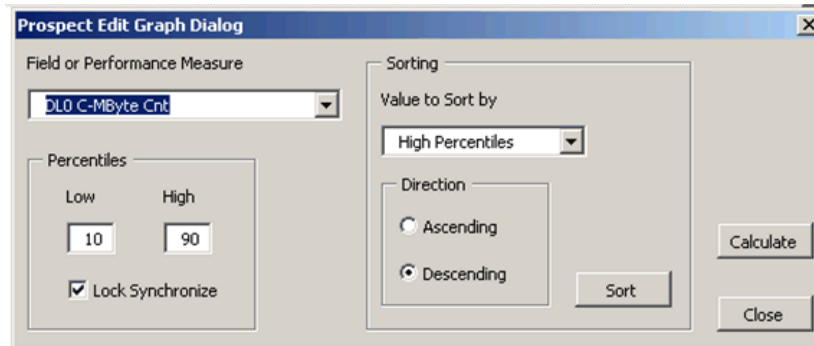 Prospect Edit Graph Dialog
Field or Performance Measure
DL0 C-MByte Cnt
Percentiles
Low High
10 90
Lock Synchronize
Sorting
Value to Sort by
High Percentiles
Direction
Ascending
Descending
Sort
Calculate
Close